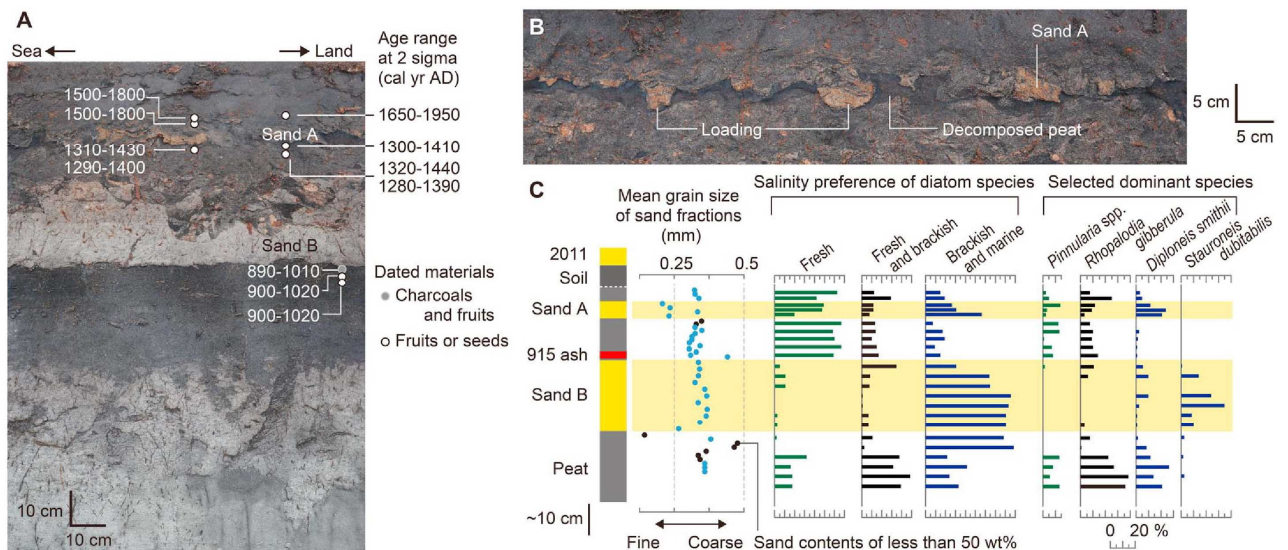 A
Sea
Land
Age range
at 2 sigma
(cal yr AD)
1500-1800
1500-1800
1650-1950
Sand A
1310-1430
1300-1410
1290-1400
1320-1440
1280-1390
Sand B
890-1010
900-1020
900-1020
Dated materials
Charcoals
and fruits
Fruits or seeds
10 cm
10 cm
B
Sand A
Loading
Decomposed peat
5 cm
5 cm
C
Mean grain size
of sand fractions
(mm)
0.25
0.5
Salinity preference of diatom species
Fresh
Fresh
and brackish
Brackish
and marine
Selected dominant species
Pinnularia spp.
Rhopalodia
gibberula
Diploneis smithii
Stauroneis
dubitabilis
2011
Soil
Sand A
915 ash
Sand B
Peat
~10 cm
Fine
Coarse
Sand contents of less than 50 wt%
0 20 %